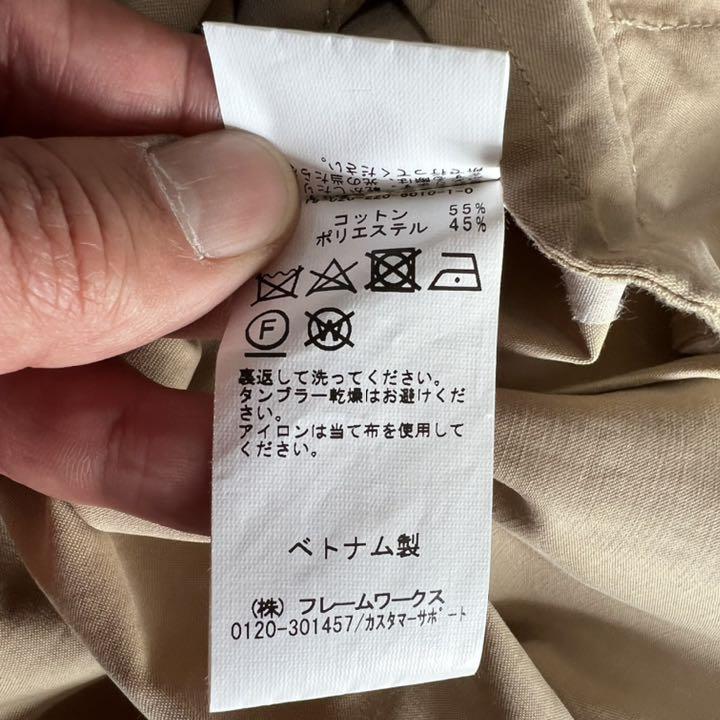 コットン 55%
ポリエステル 45%
F W
裏返して洗ってください。
タンブラー乾燥はお避けくだ
さい。
アイロンは当て布を使用して
ください。
ベトナム製
(株) フレームワークス
0120-301457/カスタマーサポート